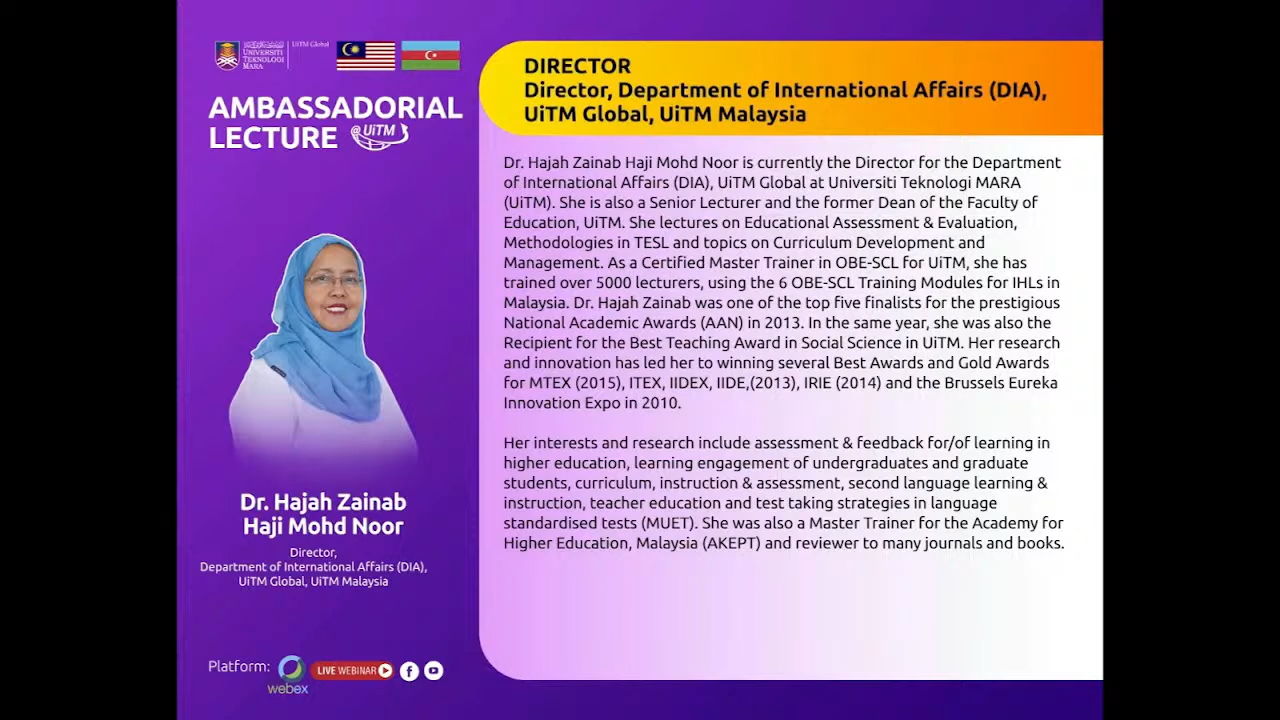 UNIVERSITI
TEKNOLOGI
MARA
UiTM Global
AMBASSADORIAL
LECTURE @UiTM
DIRECTOR
Director, Department of International Affairs (DIA),
UiTM Global, UiTM Malaysia
Dr. Hajah Zainab Haji Mohd Noor is currently the Director for the Department
of International Affairs (DIA), UiTM Global at Universiti Teknologi MARA
(UiTM). She is also a Senior Lecturer and the former Dean of the Faculty of
Education, UiTM. She lectures on Educational Assessment & Evaluation,
Methodologies in TESL and topics on Curriculum Development and
Management. As a Certified Master Trainer in OBE-SCL for UiTM, she has
trained over 5000 lecturers, using the 6 OBE-SCL Training Modules for IHLs in
Malaysia. Dr. Hajah Zainab was one of the top five finalists for the prestigious
National Academic Awards (AAN) in 2013. In the same year, she was also the
Recipient for the Best Teaching Award in Social Science in UiTM. Her research
and innovation has led her to winning several Best Awards and Gold Awards
for MTEX (2015), ITEX, IIDEX, IIDE,(2013), IRIE (2014) and the Brussels Eureka
Innovation Expo in 2010.
Her interests and research include assessment & feedback for/of learning in
higher education, learning engagement of undergraduates and graduate
students, curriculum, instruction & assessment, second language learning &
instruction, teacher education and test taking strategies in language
standardised tests (MUET). She was also a Master Trainer for the Academy for
Higher Education, Malaysia (AKEPT) and reviewer to many journals and books.
Dr. Hajah Zainab
Haji Mohd Noor
Director,
Department of International Affairs (DIA),
UiTM Global, UiTM Malaysia
Platform:
webex
LIVE WEBINAR